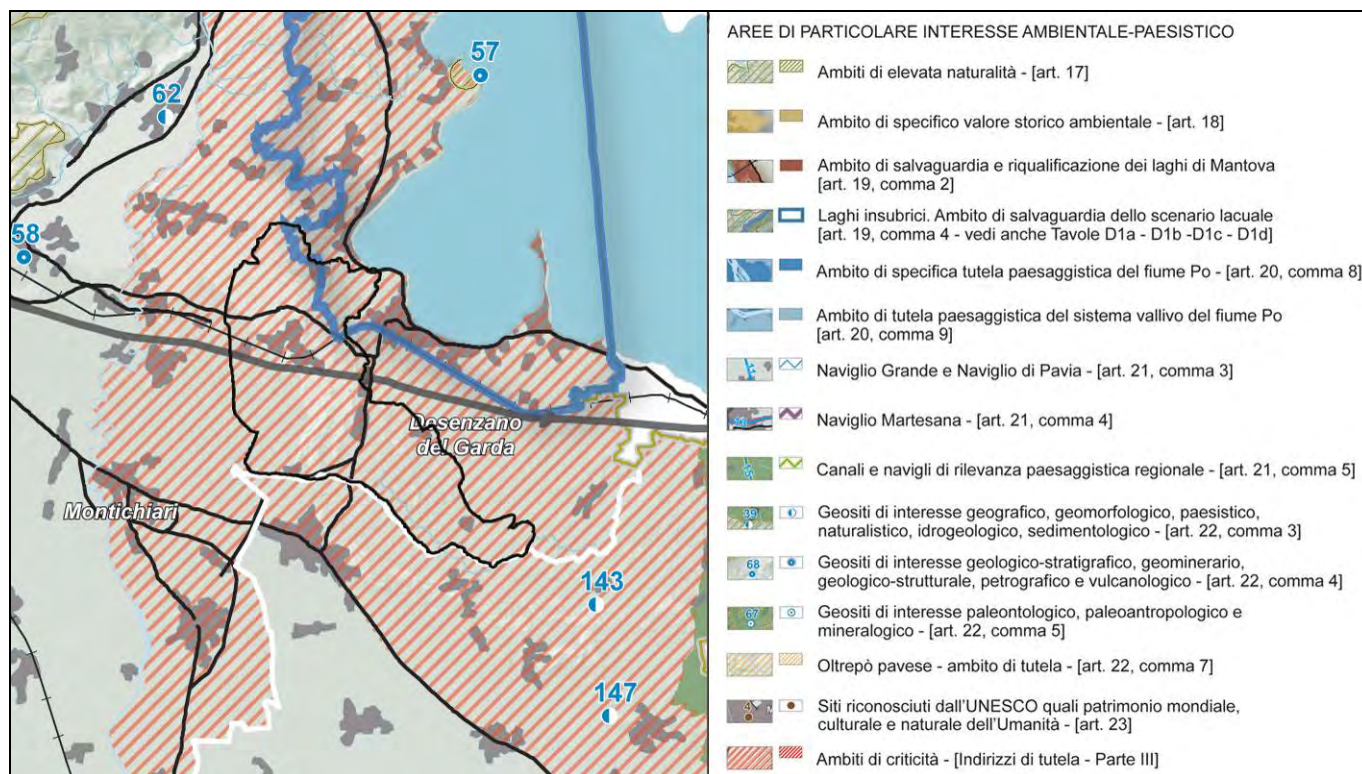 57
62
58
Desenzano
del Garda
Montichiari
143
147
AREE DI PARTICOLARE INTERESSE AMBIENTALE-PAESISTICO
Ambiti di elevata naturalità - [art. 17]
Ambito di specifico valore storico ambientale - [art. 18]
Ambito di salvaguardia e riqualificazione dei laghi di Mantova
[art. 19, comma 2]
Laghi insubrici. Ambito di salvaguardia dello scenario lacuale
[art. 19, comma 4 - vedi anche Tavole D1a - D1b -D1c - D1d]
Ambito di specifica tutela paesaggistica del fiume Po - [art. 20, comma 8]
Ambito di tutela paesaggistica del sistema vallivo del fiume Po
[art. 20, comma 9]
Naviglio Grande e Naviglio di Pavia - [art. 21, comma 3]
Naviglio Martesana - [art. 21, comma 4]
Canali e navigli di rilevanza paesaggistica regionale - [art. 21, comma 5]
39
Geositi di interesse geografico, geomorfologico, paesistico,
naturalistico, idrogeologico, sedimentologico - [art. 22, comma 3]
68
Geositi di interesse geologico-stratigrafico, geominerario,
geologico-strutturale, petrografico e vulcanologico - [art. 22, comma 4]
67
Geositi di interesse paleontologico, paleoantropologico e
mineralogico - [art. 22, comma 5]
Oltrepò pavese - ambito di tutela - [art. 22, comma 7]
4
Siti riconosciuti dall'UNESCO quali patrimonio mondiale,
culturale e naturale dell'Umanità - [art. 23]
Ambiti di criticità - [Indirizzi di tutela - Parte III]